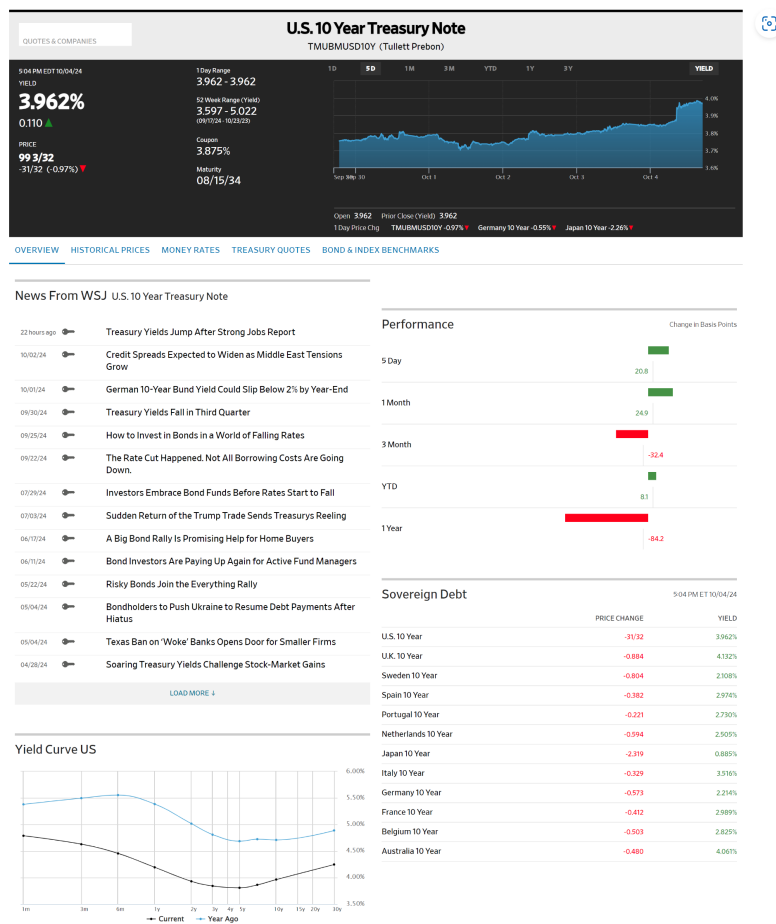 U.S. 10 Year Treasury Note
TMUBMUSD10Y (Tullett Prebon)
QUOTES & COMPANIES
5:04 PM EDT 10/04/24
YIELD
3.962%
0.110
PRICE
99 3/32
-31/32 (-0.97%)
1 Day Range
3.962 - 3.962
52 Week Range (Yield)
3.597 - 5.022
(09/17/24 - 10/23/23)
Coupon
3.875%
Maturity
08/15/34
1D 5D 1M 3M YTD 1Y 3Y YIELD
4.0%
3.9%
3.8%
3.7%
3.6%
Sep 30 Oct 1 Oct 2 Oct 3 Oct 4
Open 3.962 Prior Close (Yield) 3.962
1 Day Price Chg TMUBMUSD10Y -0.97% Germany 10 Year -0.55% Japan 10 Year -2.26%
OVERVIEW HISTORICAL PRICES MONEY RATES TREASURY QUOTES BOND & INDEX BENCHMARKS
News From WSJ U.S. 10 Year Treasury Note
22 hours ago Treasury Yields Jump After Strong Jobs Report
10/02/24 Credit Spreads Expected to Widen as Middle East Tensions
Grow
10/01/24 German 10-Year Bund Yield Could Slip Below 2% by Year-End
09/30/24 Treasury Yields Fall in Third Quarter
09/25/24 How to Invest in Bonds in a World of Falling Rates
09/22/24 The Rate Cut Happened. Not All Borrowing Costs Are Going
Down.
07/29/24 Investors Embrace Bond Funds Before Rates Start to Fall
07/03/24 Sudden Return of the Trump Trade Sends Treasurys Reeling
06/17/24 A Big Bond Rally Is Promising Help for Home Buyers
06/11/24 Bond Investors Are Paying Up Again for Active Fund Managers
05/22/24 Risky Bonds Join the Everything Rally
05/04/24 Bondholders to Push Ukraine to Resume Debt Payments After
Hiatus
05/04/24 Texas Ban on ‘Woke’ Banks Opens Door for Smaller Firms
04/28/24 Soaring Treasury Yields Challenge Stock-Market Gains
LOAD MORE ↓
Yield Curve US
6.00%
5.50%
5.00%
4.50%
4.00%
3.50%
1m 3m 6m 1y 2y 3y 4y 5y 10y 15y 20y 30y
Current Year Ago
Performance Change in Basis Points
5 Day
20.8
1 Month
24.9
3 Month
-32.4
YTD
8.1
1 Year
-84.2
Sovereign Debt 5:04 PM ET 10/04/24
PRICE CHANGE YIELD
U.S. 10 Year -31/32 3.962%
U.K. 10 Year -0.884 4.132%
Sweden 10 Year -0.804 2.108%
Spain 10 Year -0.382 2.974%
Portugal 10 Year -0.221 2.730%
Netherlands 10 Year -0.594 2.505%
Japan 10 Year -2.319 0.885%
Italy 10 Year -0.329 3.516%
Germany 10 Year -0.573 2.214%
France 10 Year -0.412 2.989%
Belgium 10 Year -0.503 2.825%
Australia 10 Year -0.480 4.061%